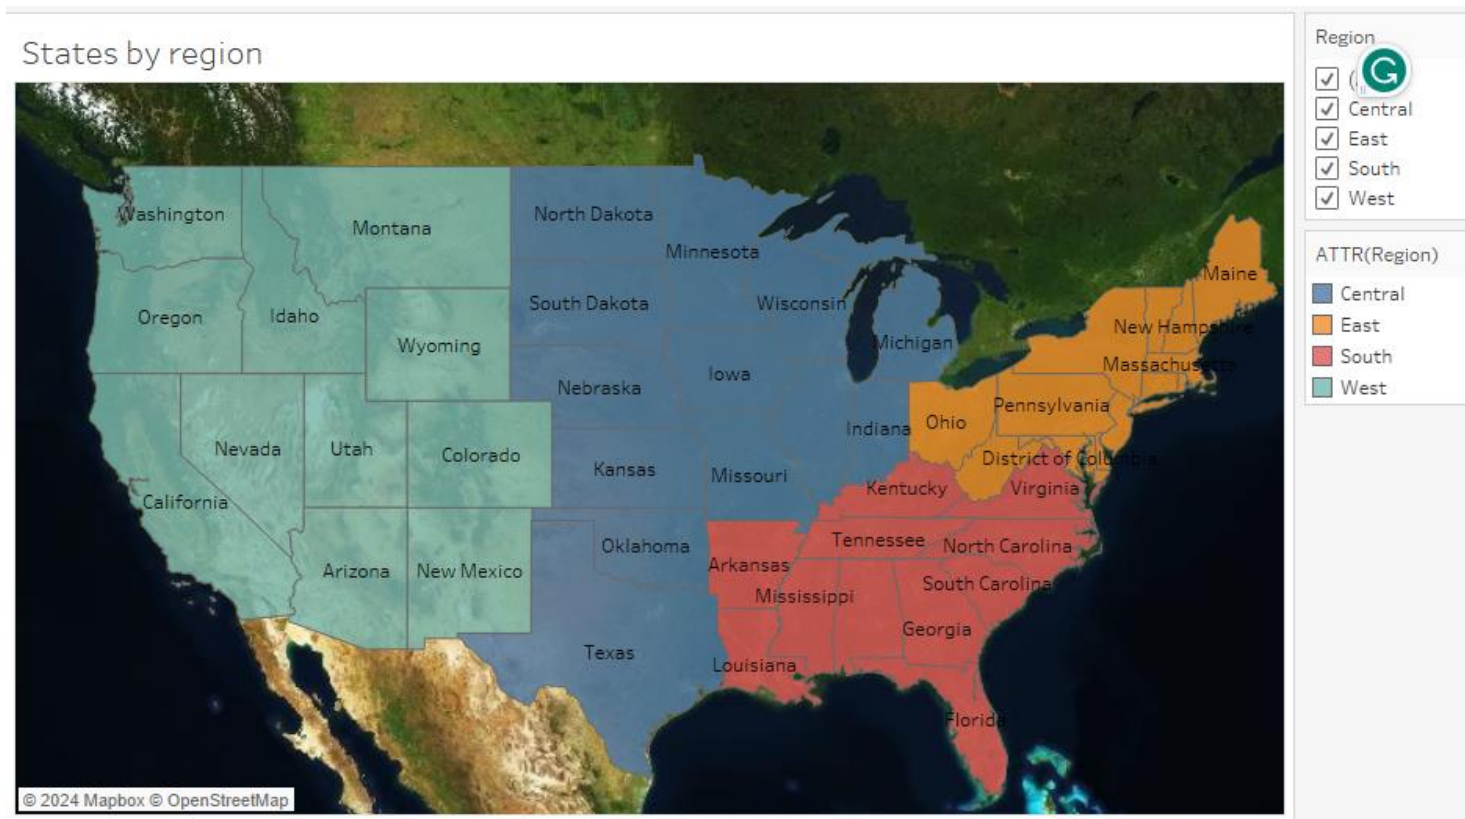 States by region
Washington
Montana
North Dakota
Minnesota
Maine
Oregon
Idaho
South Dakota
Wisconsin
New Hampshire
Wyoming
Michigan
Massachusetts
Nebraska
Iowa
Pennsylvania
Nevada
Utah
Colorado
Indiana
Ohio
District of Columbia
California
Kansas
Missouri
Kentucky
Virginia
Oklahoma
Tennessee
North Carolina
Arizona
New Mexico
Arkansas
South Carolina
Mississippi
Georgia
Texas
Louisiana
Florida
© 2024 Mapbox © OpenStreetMap
Region
Central
East
South
West
ATTR(Region)
Central
East
South
West